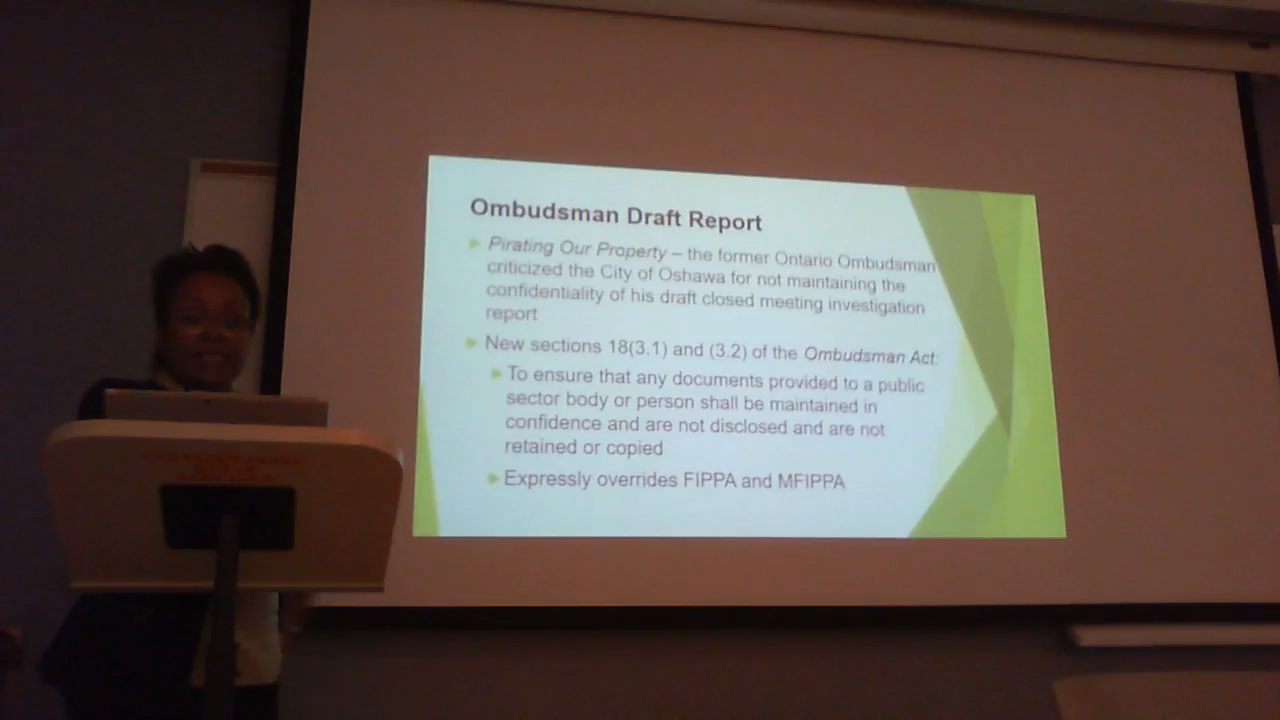 Ombudsman Draft Report
Pirating Our Property – the former Ontario Ombudsman
criticized the City of Oshawa for not maintaining the
confidentiality of his draft closed meeting investigation
report
New sections 18(3.1) and (3.2) of the Ombudsman Act:
To ensure that any documents provided to a public
sector body or person shall be maintained in
confidence and are not disclosed and are not
retained or copied
Expressly overrides FIPPA and MFIPPA